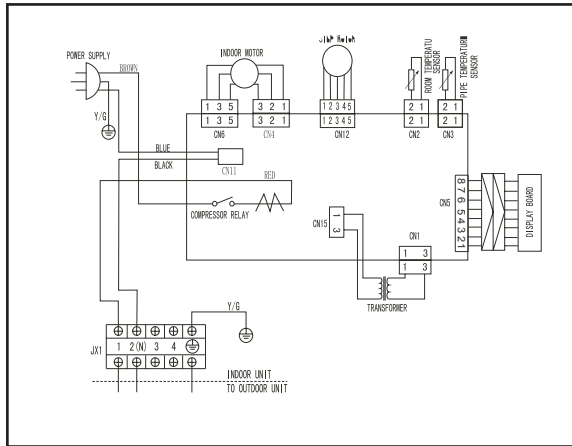 INDOOR MOTOR
POWER SUPPLY
BROWN
ROOM TEMPERATU
SENSOR
PIPE TEMPERATURE
SENSOR
1 3 5
3 2 1
1 2 3 4 5
1 2 3 4 5
2 1
2 1
1 3 5
3 2 1
2 1
2 1
CN6
CN4
CN12
CN2
CN3
Y/G
BLUE
BLACK
CN11
RED
COMPRESSOR RELAY
CN15
1 3
CN5
8 7 6 5 4 3 2 1
DISPLAY BOARD
CN1
1 3
1 3
TRANSFORMER
Y/G
JX1
1 2(N) 3 4
INDOOR UNIT
TO OUTDOOR UNIT